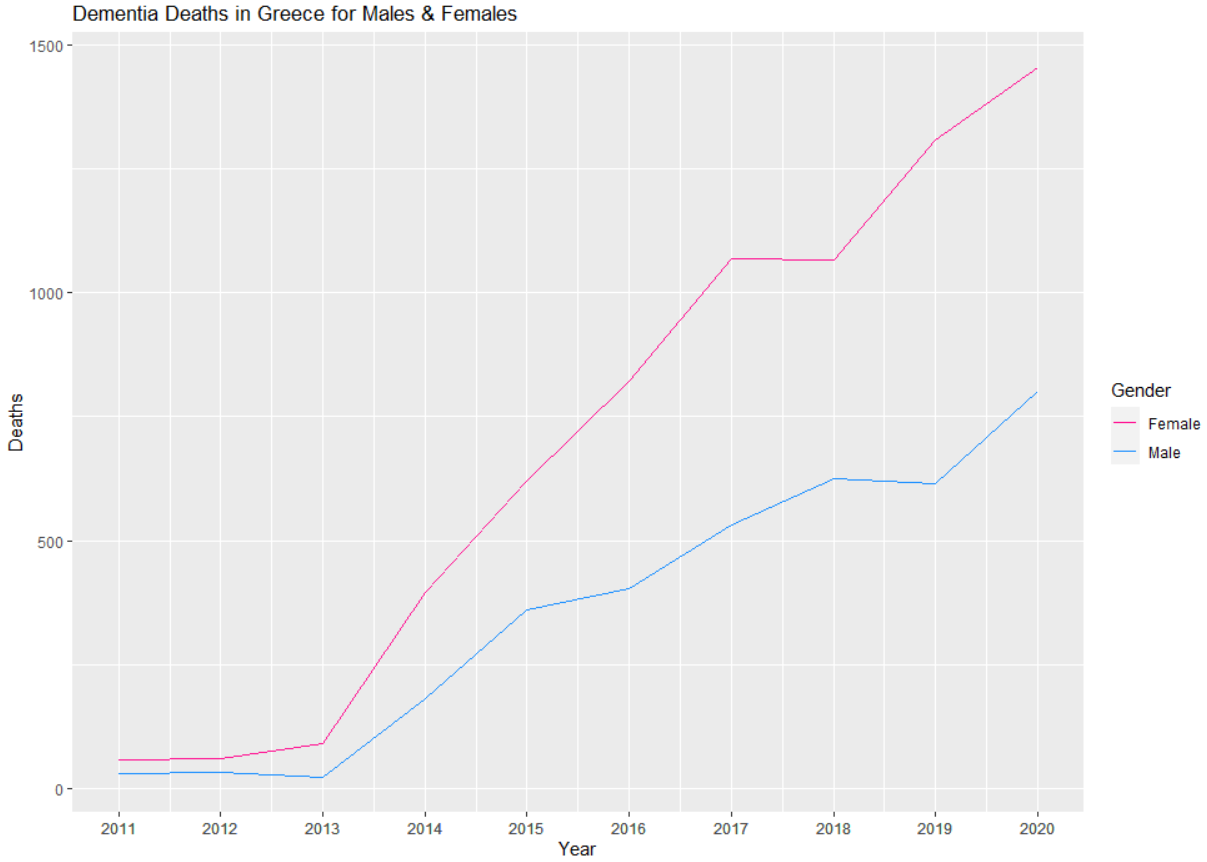 Dementia Deaths in Greece for Males & Females
1500
1000
500
0
Deaths
2011 2012 2013 2014 2015 2016 2017 2018 2019 2020
Year
Gender
Female
Male